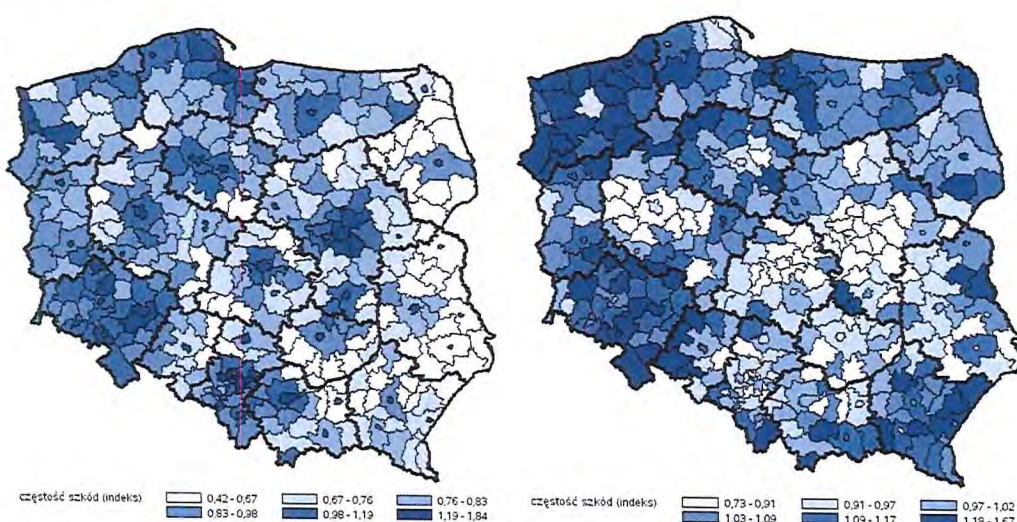 częstość szkód (indeks) 0,42 - 0,67 0,67 - 0,76 0,76 - 0,83
0,83 - 0,98 0,98 - 1,19 1,19 - 1,84
częstość szkód (indeks) 0,73 - 0,91 0,91 - 0,97 0,97 - 1,02
1,03 - 1,09 1,09 - 1,17 1,18 - 1,67